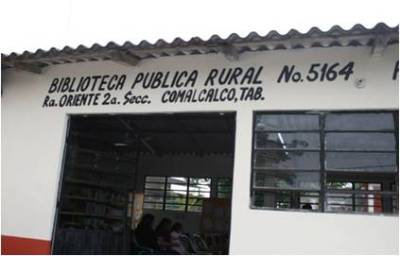 BIBLIOTECA PUBLICA RURAL No. 5164
Ra. ORIENTE 2a. Secc. COMALCALCO, TAB.